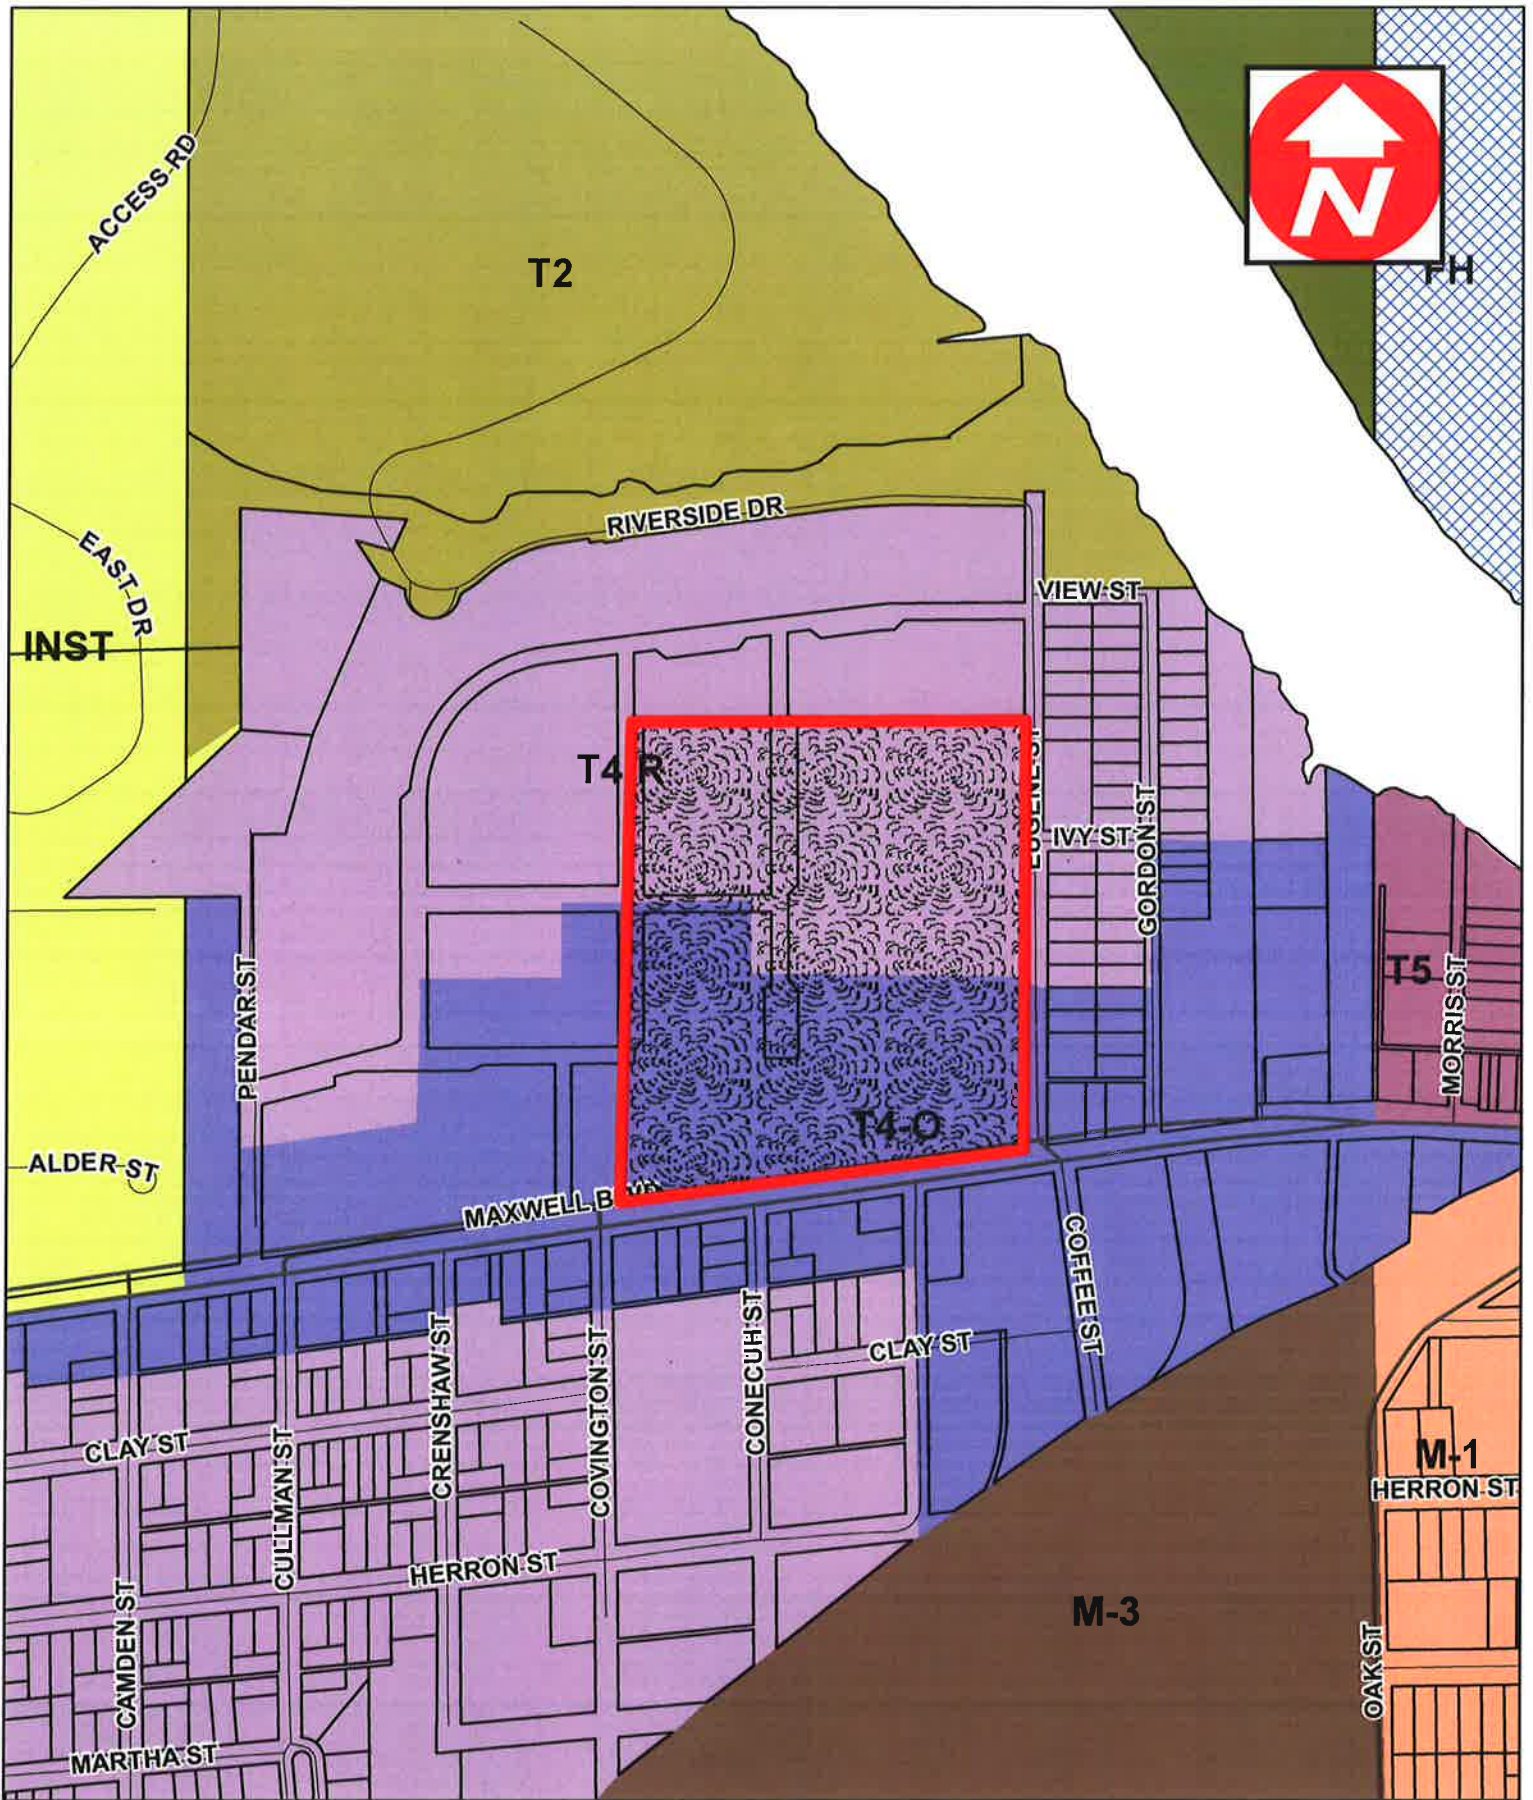 N
ACCESS RD
T2
FH
RIVERSIDE DR
EAST DR
VIEW ST
INST
T4-R
EUGENE ST
IVY ST
GORDON ST
T5
MORRIS ST
PENDAR ST
T4-O
ALDER ST
MAXWELL B
COFFEE ST
CONECUH ST
CLAY ST
CRENSHAW ST
COVINGTON ST
CLAY ST
CULLMAN ST
M-1
HERRON ST
HERRON ST
M-3
CAMDEN ST
OAK ST
MARTHA ST